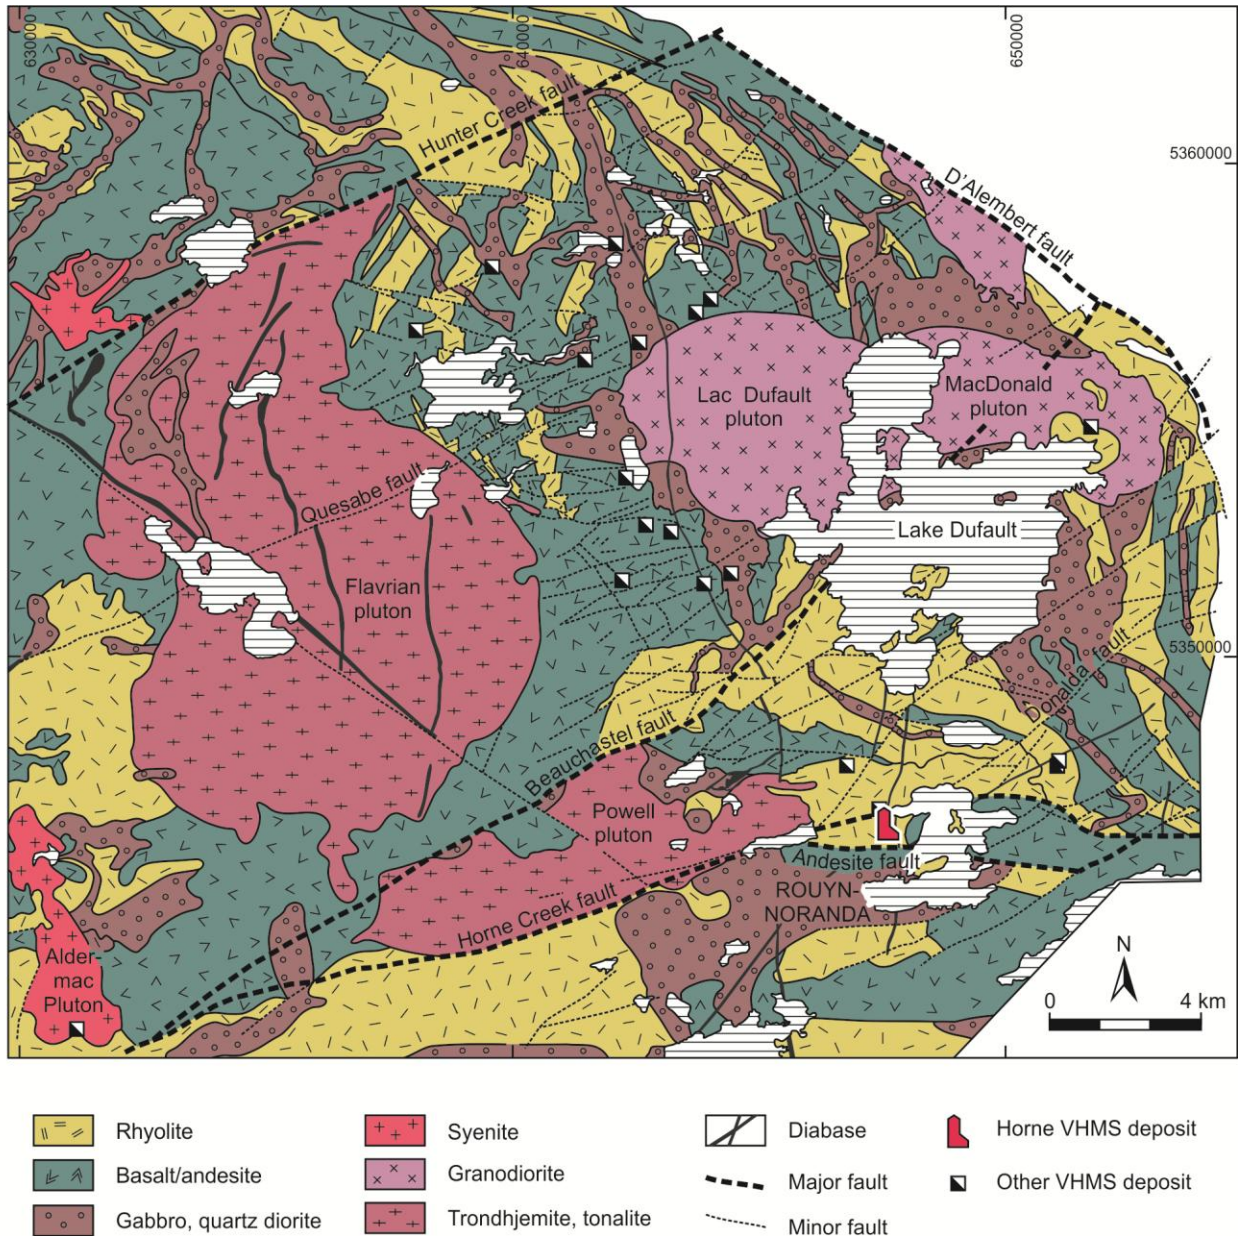 630000
640000
650000
5360000
Hunter Creek fault
D'Alembert fault
Lac Dufault
pluton
MacDonald
pluton
Quesabe fault
Lake Dufault
Flavrian
pluton
5350000
Donalda fault
Beauchastel fault
Powell
pluton
Andesite fault
Horne Creek fault
ROUYN-
NORANDA
Alder-
mac
Pluton
N
0 4 km
Rhyolite
Syenite
Diabase
Horne VHMS deposit
Basalt/andesite
Granodiorite
Major fault
Other VHMS deposit
Gabbro, quartz diorite
Trondhjemite, tonalite
Minor fault